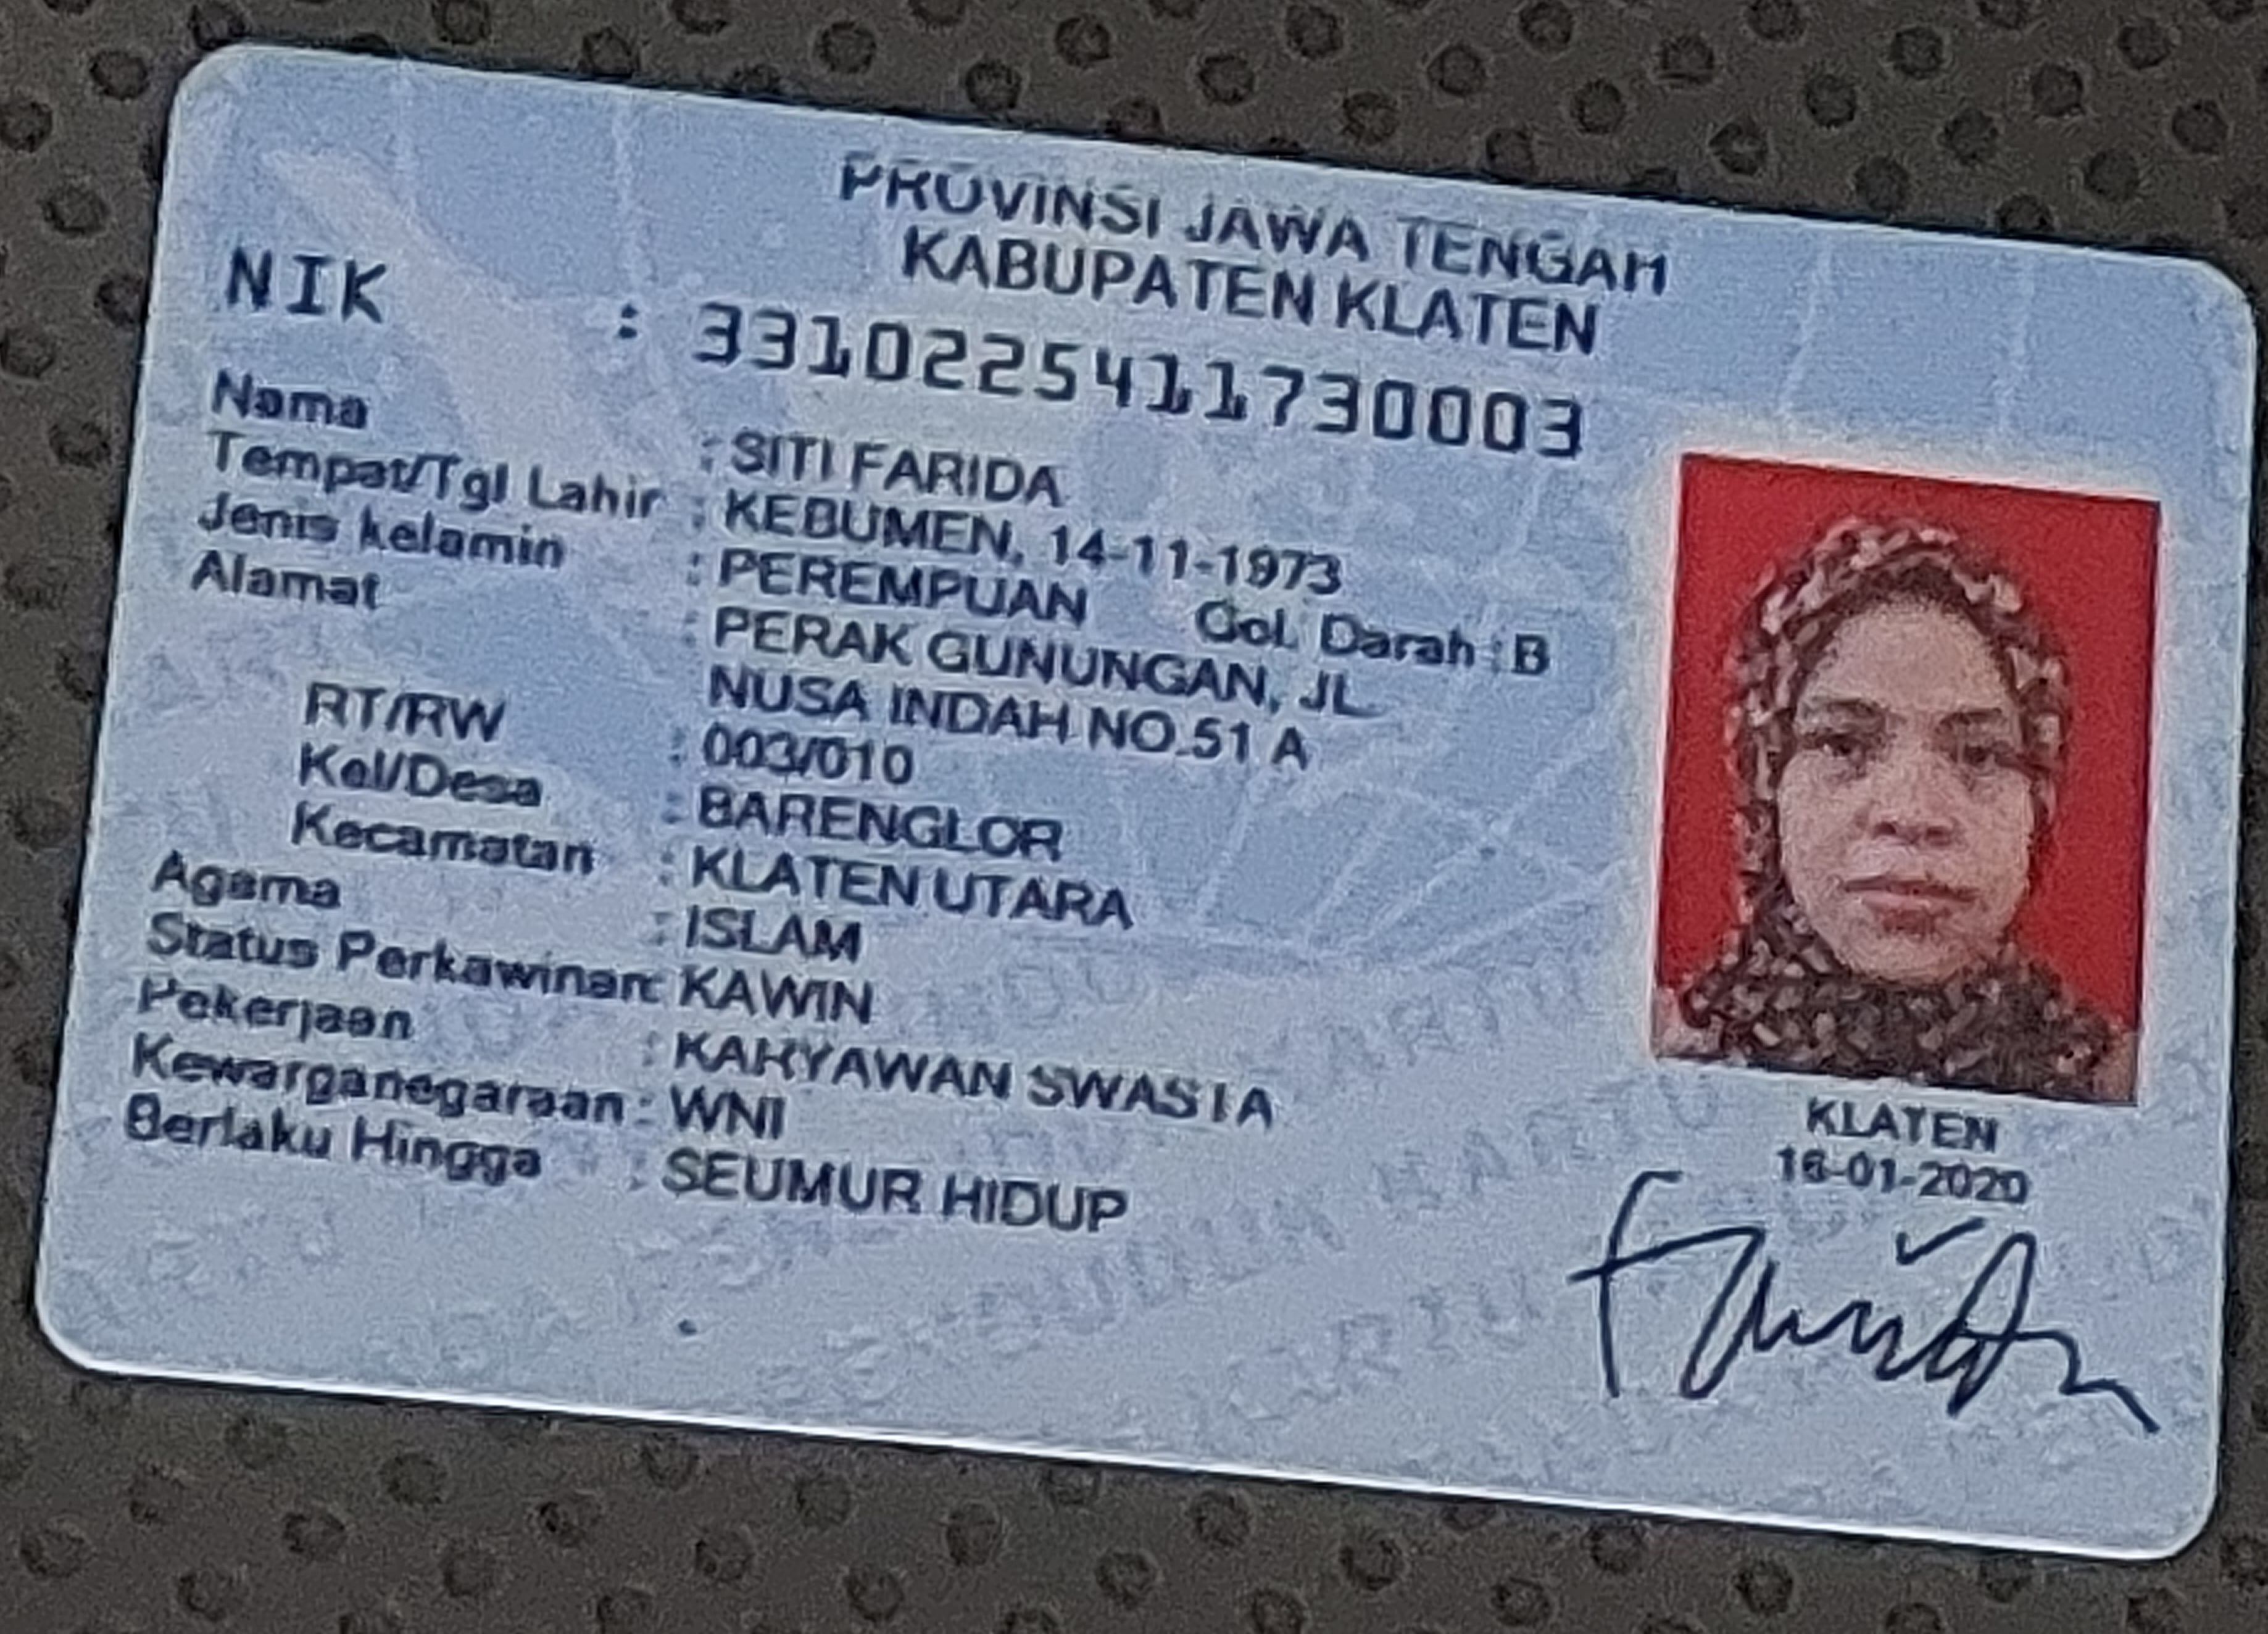 PROVINSI JAWA TENGAH
KABUPATEN KLATEN
NIK : 3310225411730003
Nama : SITI FARIDA
Tempat/Tgl Lahir : KEBUMEN, 14-11-1973
Jenis kelamin : PEREMPUAN Gol. Darah : B
Alamat : PERAK GUNUNGAN, JL
NUSA INDAH NO.51 A
RT/RW : 003/010
Kel/Desa : BARENGLOR
Kecamatan : KLATEN UTARA
Agama : ISLAM
Status Perkawinan: KAWIN
Pekerjaan : KARYAWAN SWASTA
Kewarganegaraan : WNI
Berlaku Hingga : SEUMUR HIDUP
KLATEN
16-01-2020